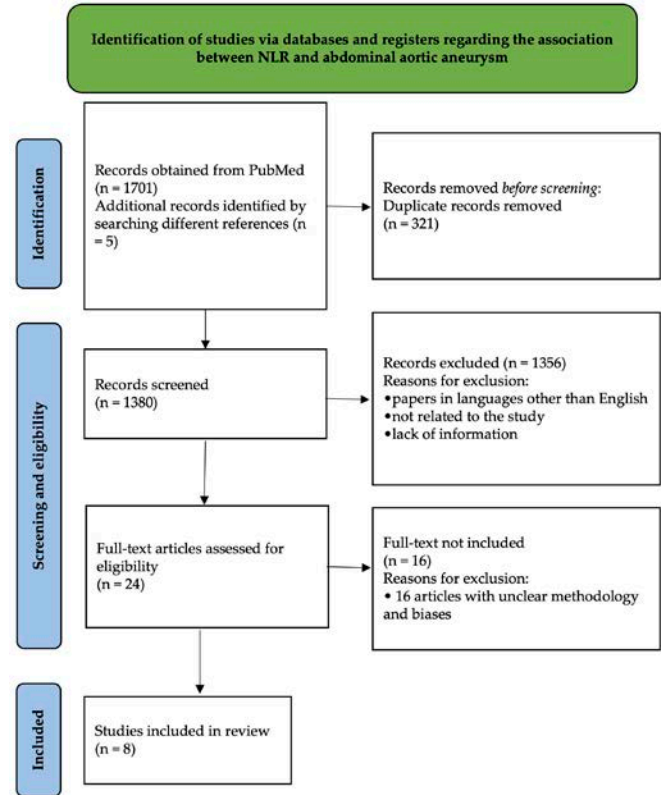 Identification of studies via databases and registers regarding the association
between NLR and abdominal aortic aneurysm
Identification
Records obtained from PubMed
(n = 1701)
Additional records identified by
searching different references (n
= 5)
Records removed before screening:
Duplicate records removed
(n = 321)
Screening and eligibility
Records screened
(n = 1380)
Records excluded (n = 1356)
Reasons for exclusion:
•papers in languages other than English
•not related to the study
•lack of information
Full-text articles assessed for
eligibility
(n = 24)
Full-text not included
(n = 16)
Reasons for exclusion:
• 16 articles with unclear methodology
and biases
Included
Studies included in review
(n = 8)